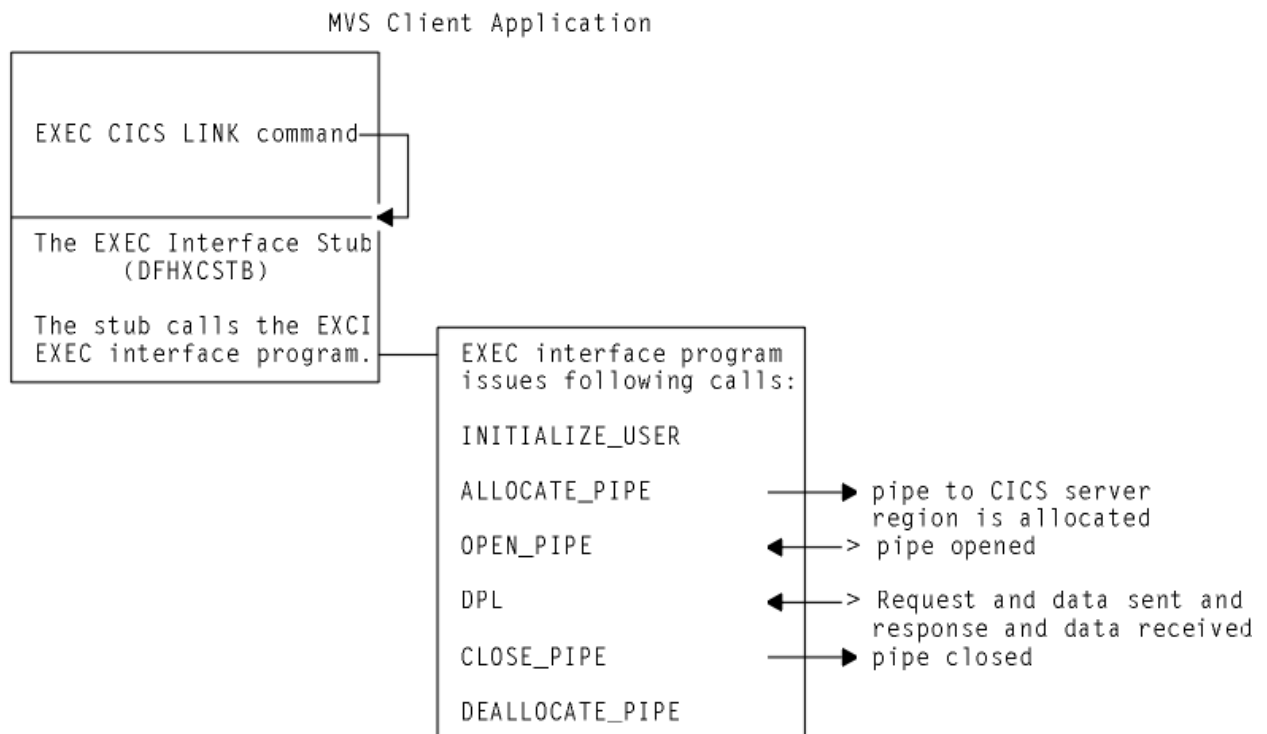 MVS Client Application
EXEC CICS LINK command
The EXEC Interface Stub
(DFHXCSTB)
The stub calls the EXCI
EXEC interface program.
EXEC interface program
issues following calls:
INITIALIZE_USER
ALLOCATE_PIPE
pipe to CICS server
region is allocated
OPEN_PIPE
> pipe opened
DPL
> Request and data sent and
response and data received
CLOSE_PIPE
pipe closed
DEALLOCATE_PIPE